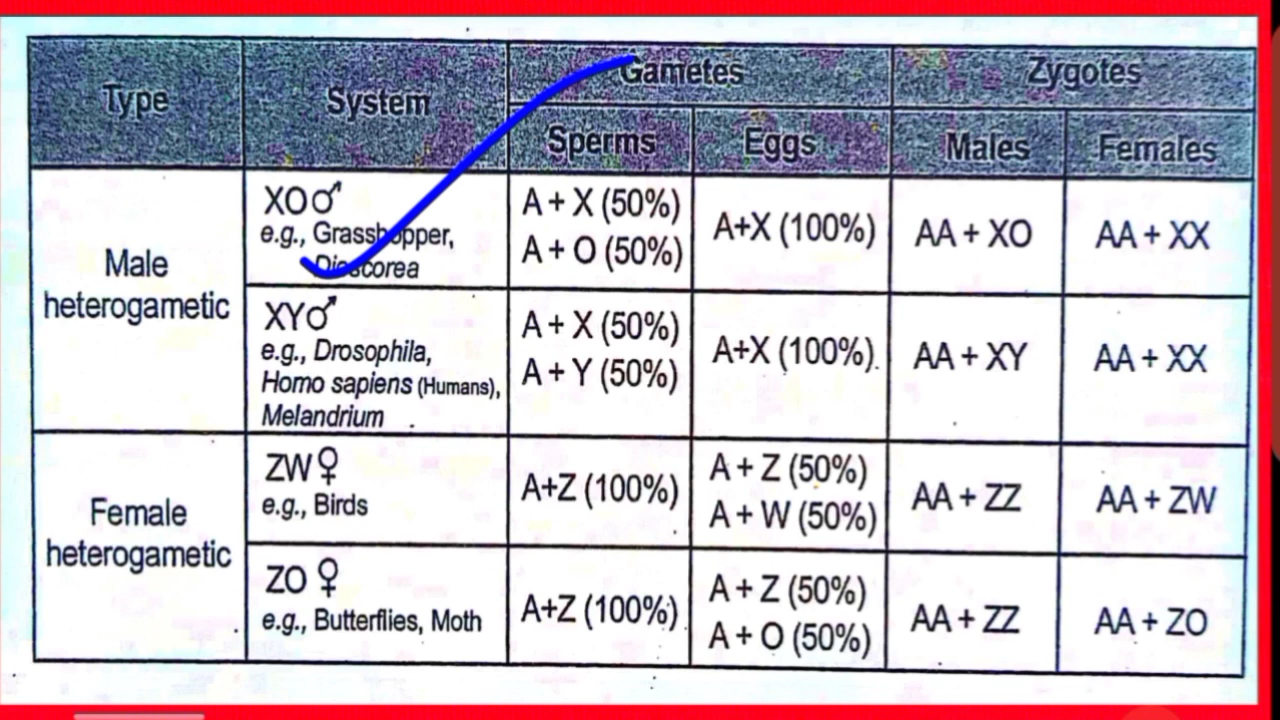 Type
System
Gametes
Zygotes
Sperms
Eggs
Males
Females
Male
heterogametic
XO♂
e.g., Grasshopper,
Dioscorea
A + X (50%)
A + O (50%)
A+X (100%)
AA + XO
AA + XX
XY♂
e.g., Drosophila,
Homo sapiens (Humans),
Melandrium
A + X (50%)
A + Y (50%)
A+X (100%)
AA + XY
AA + XX
Female
heterogametic
ZW♀
e.g., Birds
A+Z (100%)
A + Z (50%)
A + W (50%)
AA + ZZ
AA + ZW
ZO ♀
e.g., Butterflies, Moth
A+Z (100%)
A + Z (50%)
A + O (50%)
AA + ZZ
AA + ZO